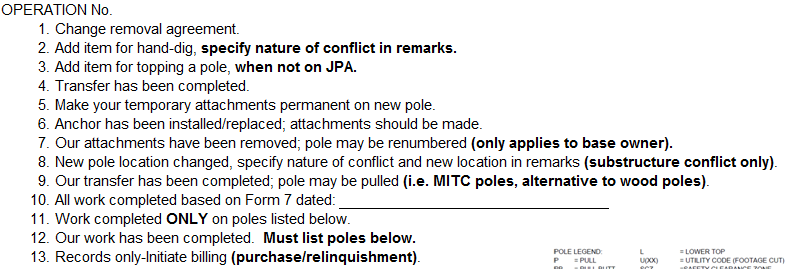 OPERATION No.
1. Change removal agreement.
2. Add item for hand-dig, specify nature of conflict in remarks.
3. Add item for topping a pole, when not on JPA.
4. Transfer has been completed.
5. Make your temporary attachments permanent on new pole.
6. Anchor has been installed/replaced; attachments should be made.
7. Our attachments have been removed; pole may be renumbered (only applies to base owner).
8. New pole location changed, specify nature of conflict and new location in remarks (substructure conflict only).
9. Our transfer has been completed; pole may be pulled (i.e. MITC poles, alternative to wood poles).
10. All work completed based on Form 7 dated:
11. Work completed ONLY on poles listed below.
12. Our work has been completed. Must list poles below.
13. Records only-Initiate billing (purchase/relinquishment).
POLE LEGEND: L = LOWER TOP
P = PULL U(XX) = UTILITY CODE (FOOTAGE CUT)
PB = PULL BUTT SCZ =SAFETY CLEARANCE ZONE